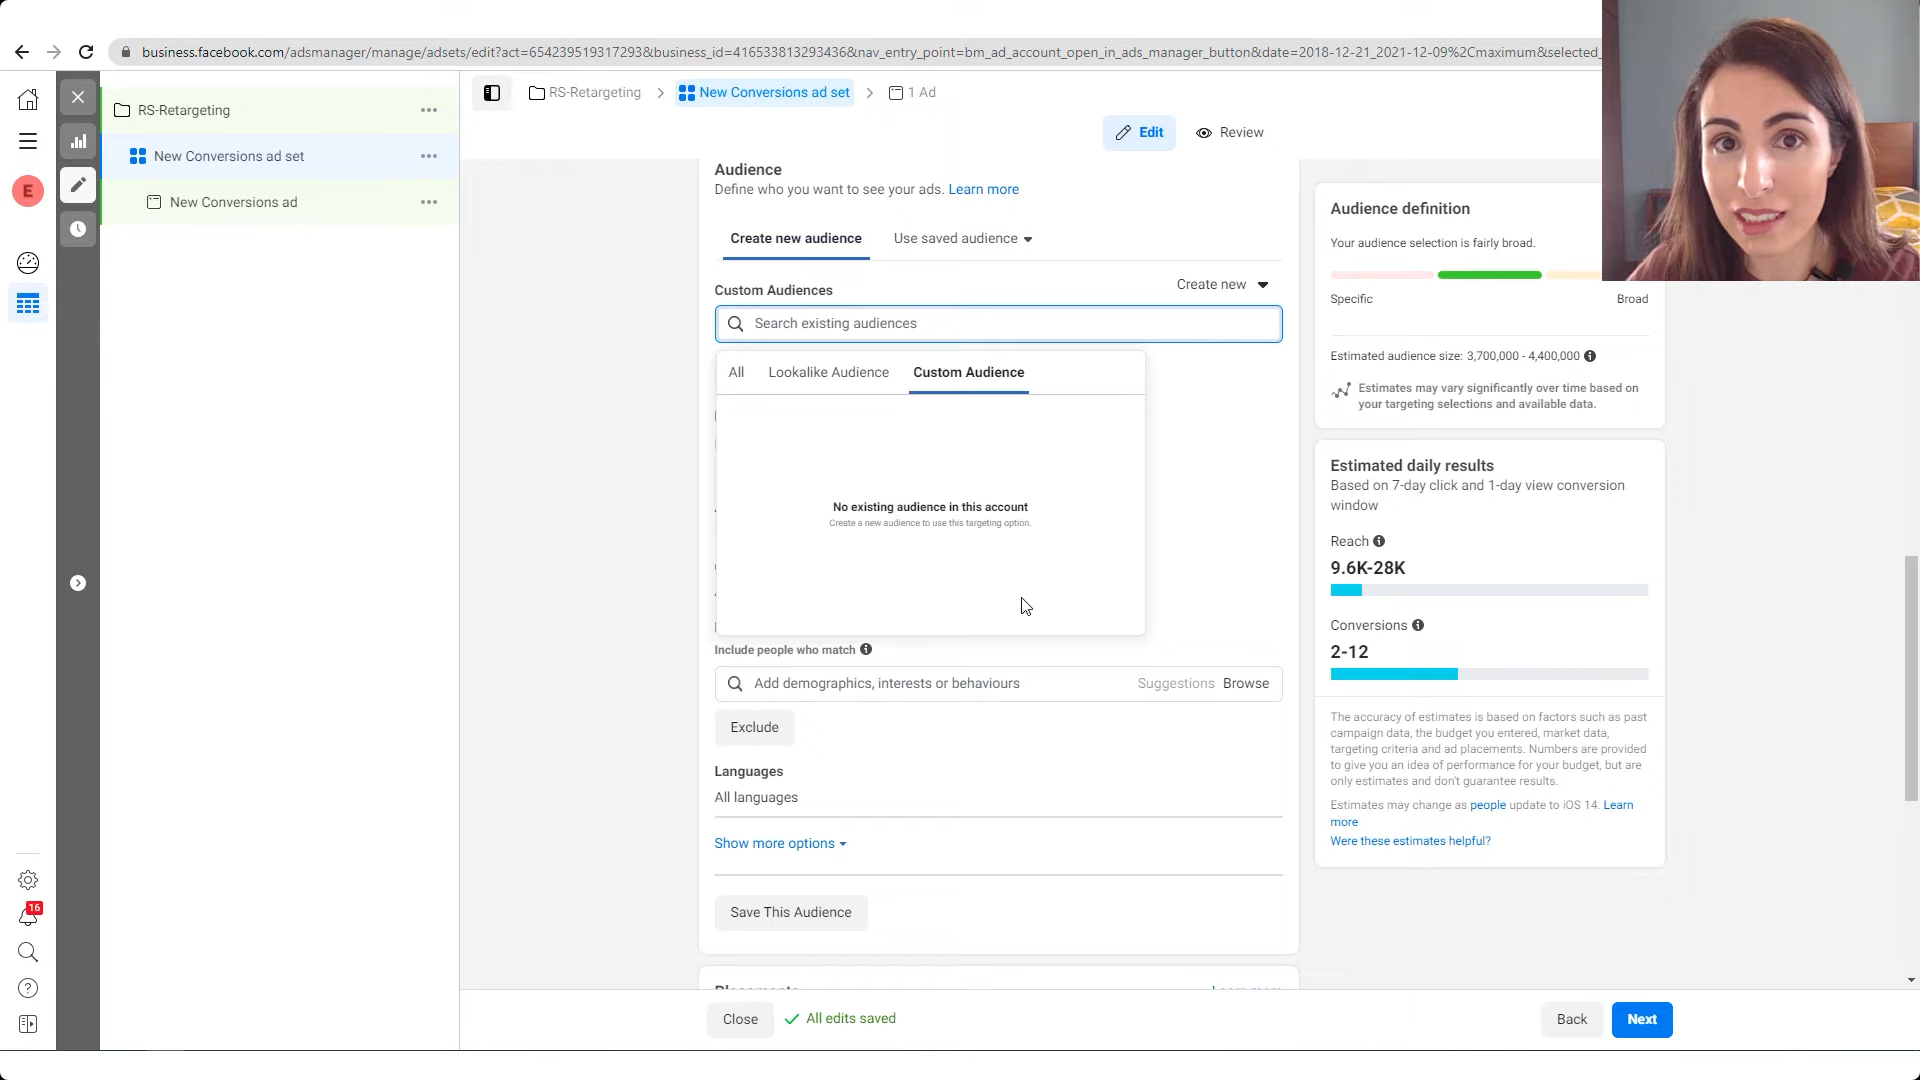 business.facebook.com/adsmanager/manage/adsets/edit?act=654239519317293&business_id=416533813293436&nav_entry_point=bm_ad_account_open_in_ads_manager_button&date=2018-12-21_2021-12-09%2Cmaximum&selected_
RS-Retargeting
New Conversions ad set
New Conversions ad
E
16
RS-Retargeting
New Conversions ad set
1 Ad
Edit
Review
Audience
Define who you want to see your ads. Learn more
Create new audience
Use saved audience
Custom Audiences
Create new
Search existing audiences
All
Lookalike Audience
Custom Audience
No existing audience in this account
Create a new audience to use this targeting option.
Include people who match
Add demographics, interests or behaviours
Suggestions
Browse
Exclude
Languages
All languages
Show more options
Save This Audience
Close
All edits saved
Back
Next
Audience definition
Your audience selection is fairly broad.
Specific
Broad
Estimated audience size: 3,700,000 - 4,400,000
Estimates may vary significantly over time based on
your targeting selections and available data.
Estimated daily results
Based on 7-day click and 1-day view conversion
window
Reach
9.6K-28K
Conversions
2-12
The accuracy of estimates is based on factors such as past
campaign data, the budget you entered, market data,
targeting criteria and ad placements. Numbers are provided
to give you an idea of performance for your budget, but are
only estimates and don't guarantee results.
Estimates may change as people update to iOS 14. Learn
more
Were these estimates helpful?